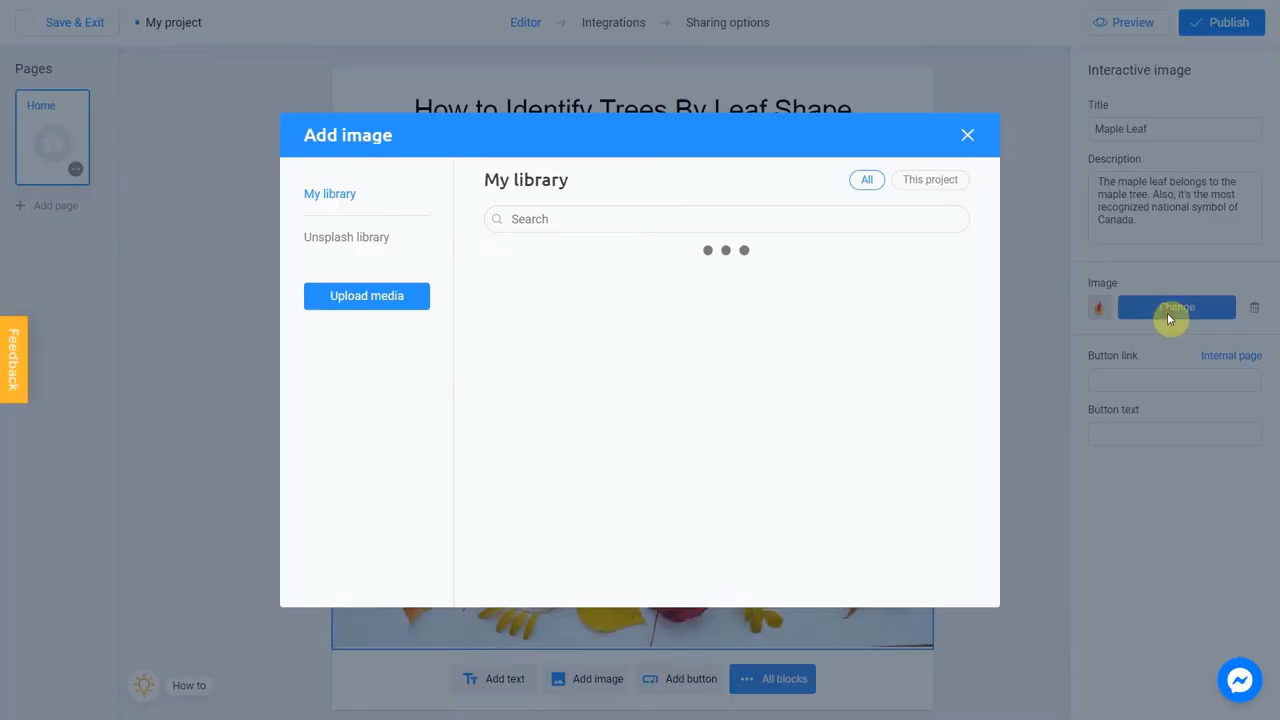 Save & Exit
My project
Editor
Integrations
Sharing options
Preview
Publish
Pages
Home
Add page
How to Identify Trees By Leaf Shape
Add image
My library
Unsplash library
Upload media
My library
All
This project
Search
Interactive image
Title
Maple Leaf
Description
The maple leaf belongs to the
maple tree. Also, it's the most
recognized national symbol of
Canada.
Image
Change
Button link
Internal page
Button text
Feedback
How to
Tт Add text
Add image
Add button
All blocks